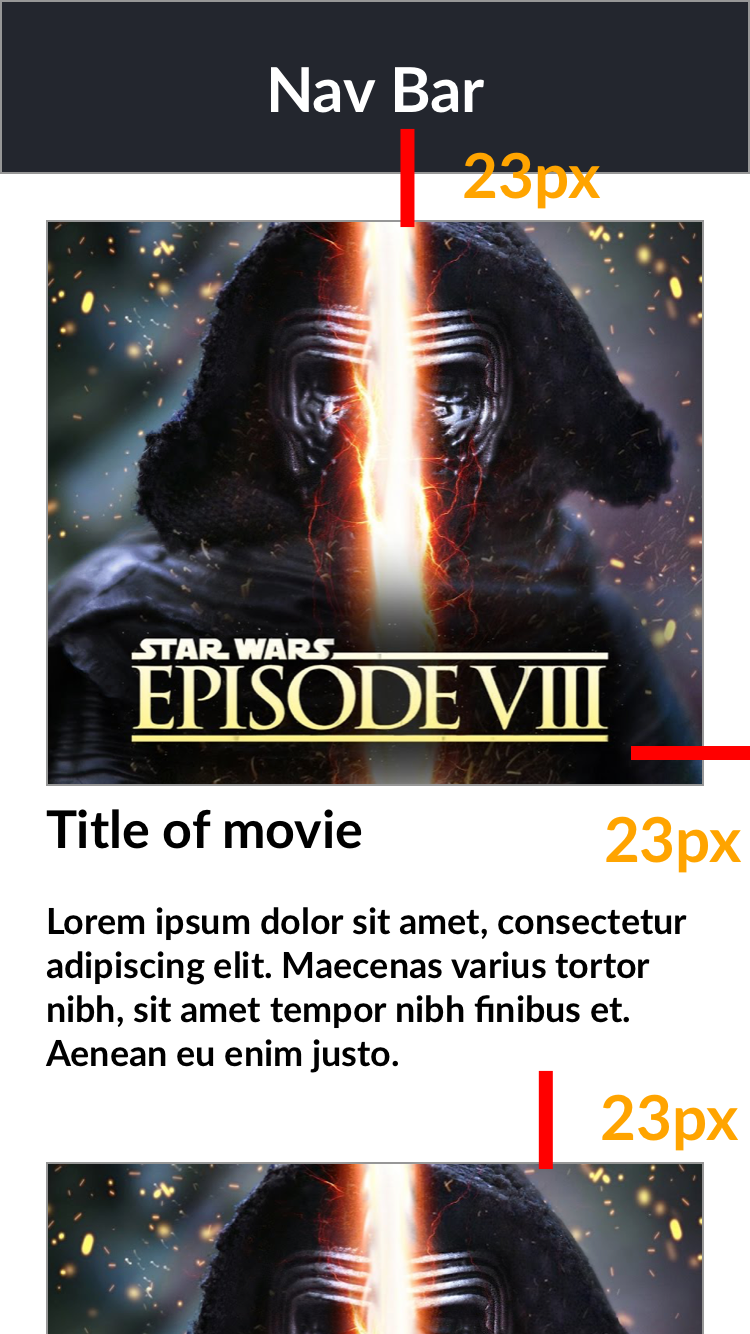 Nav Bar
23px
STAR WARS
EPISODE VIII
Title of movie
23px
Lorem ipsum dolor sit amet, consectetur
adipiscing elit. Maecenas varius tortor
nibh, sit amet tempor nibh finibus et.
Aenean eu enim justo.
23px